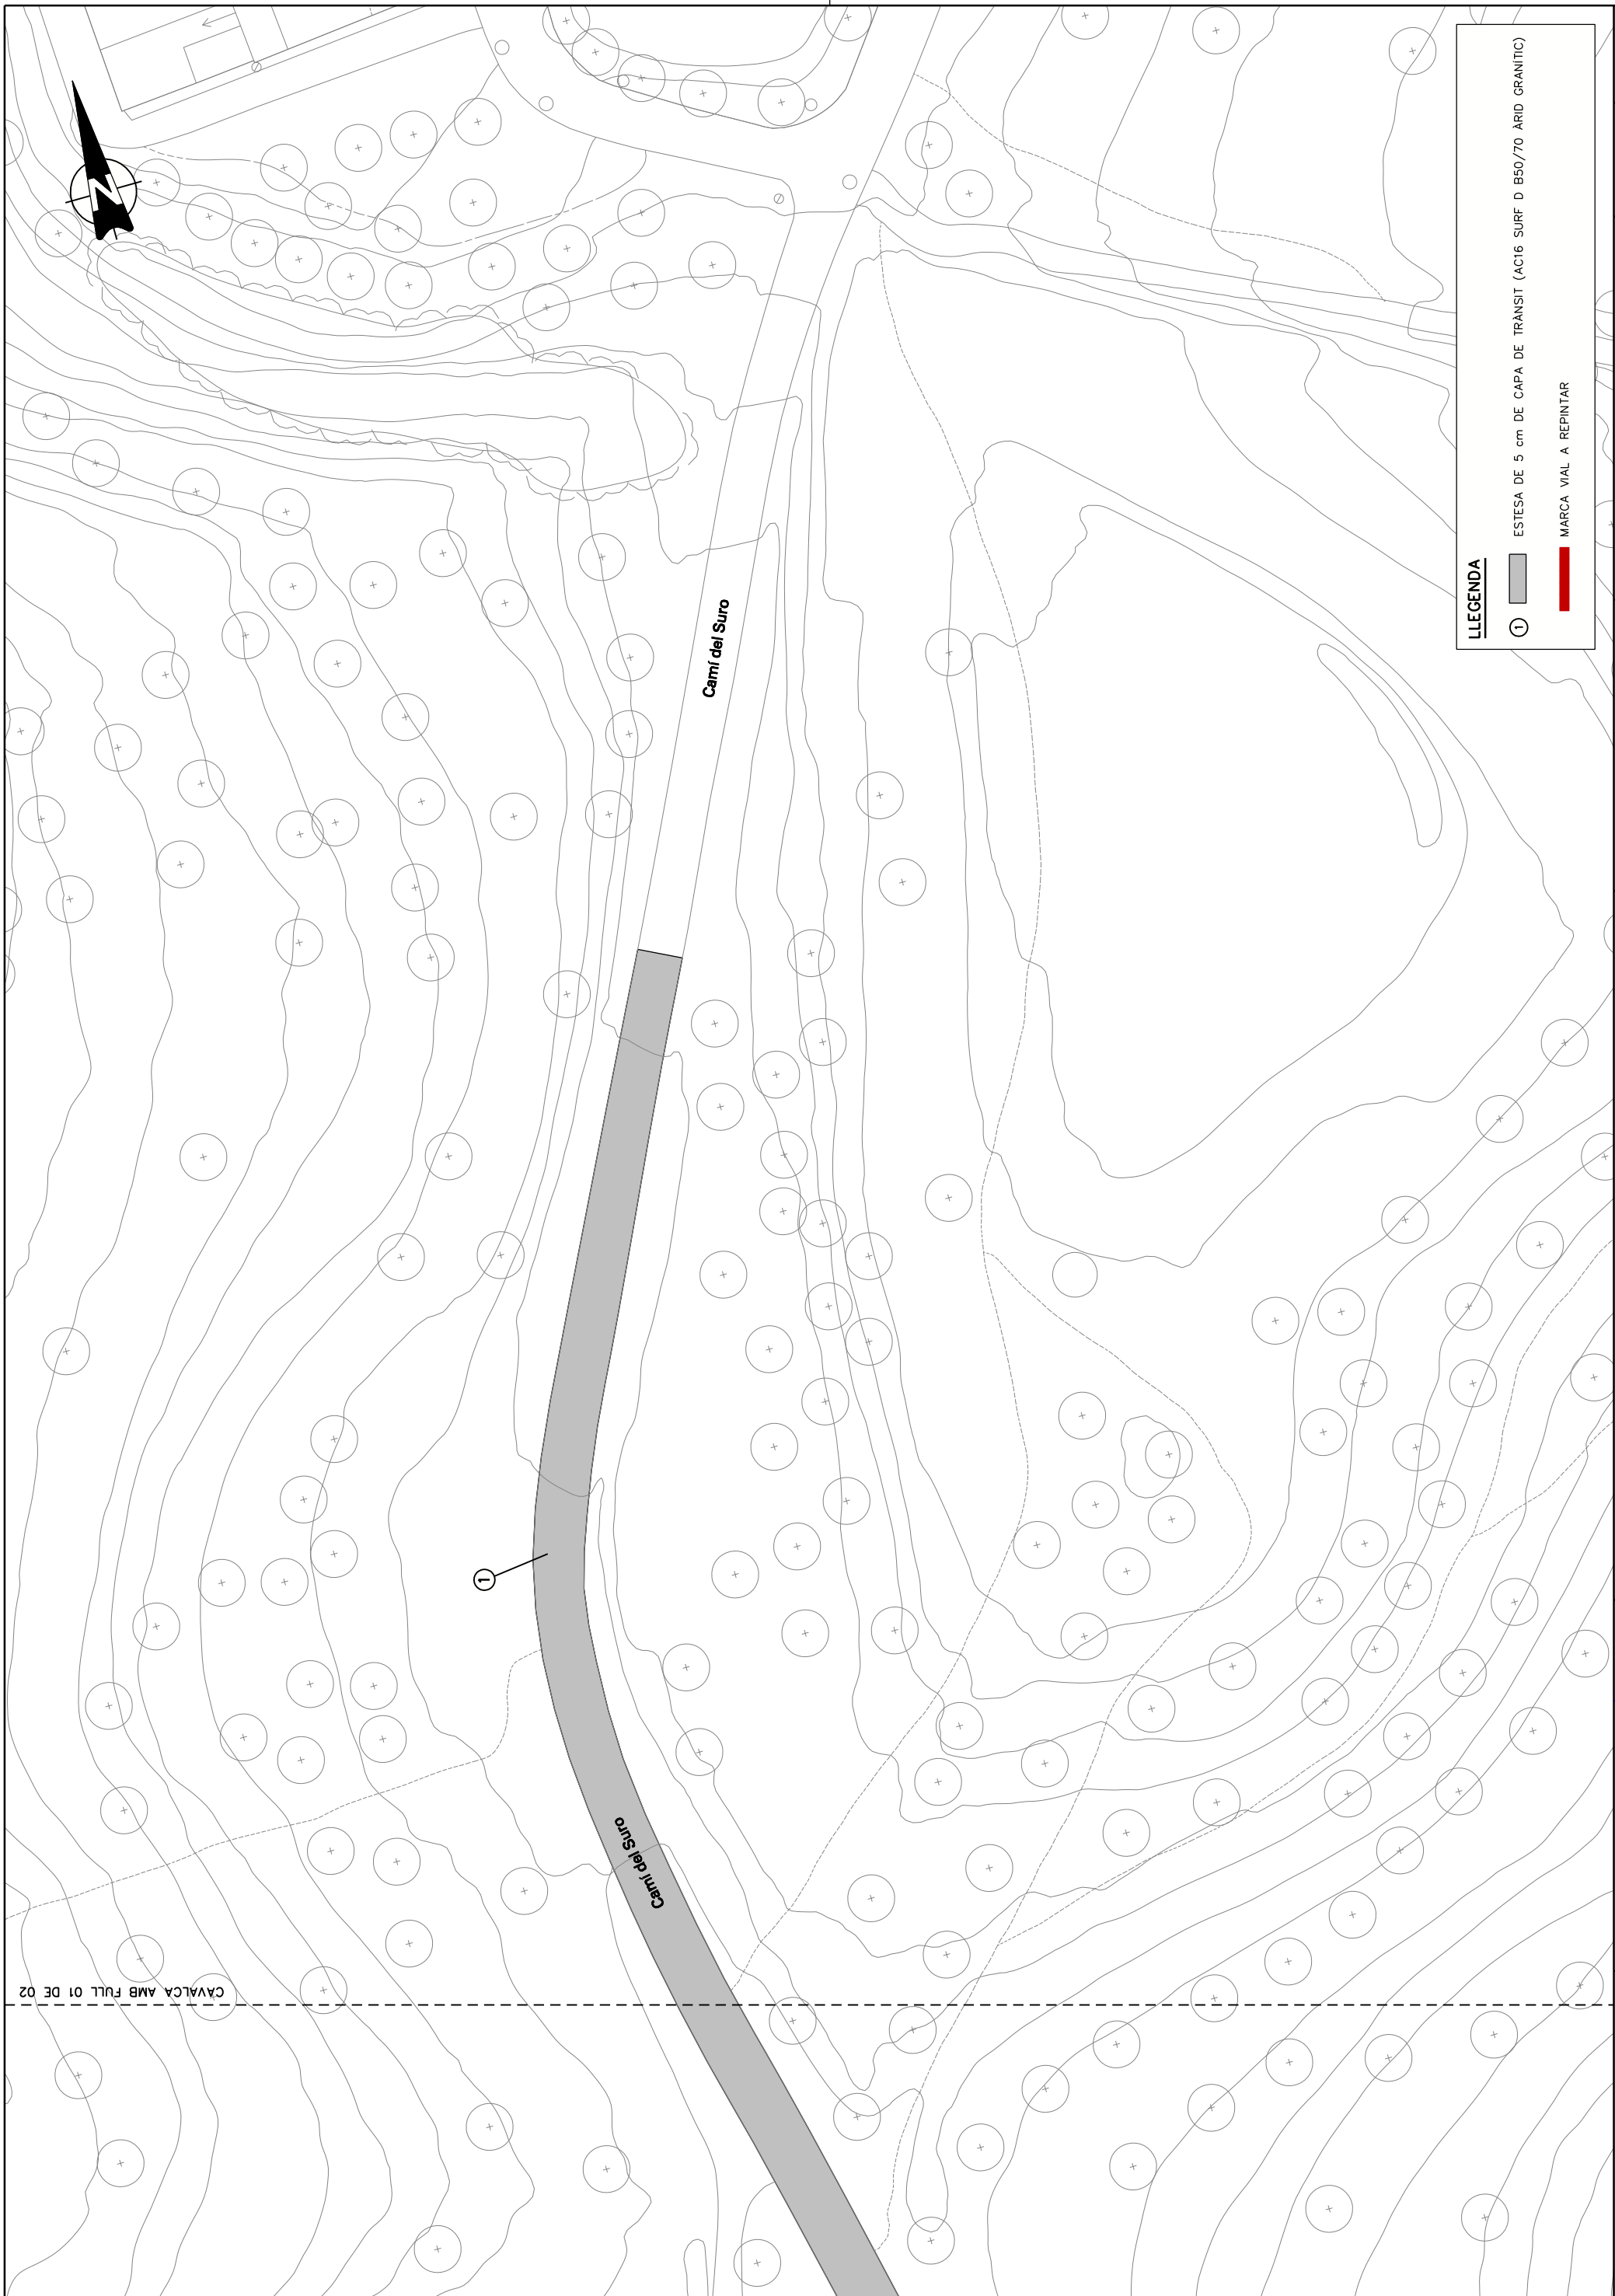 N
Camí del Suro
1
Camí del Suro
CAVALCA AMB FULL 01 DE 02
LLEGENDA
1 ESTESA DE 5 cm DE CAPA DE TRÀNSIT (AC16 SURF D B50/70 ÀRID GRANÍTIC)
MARCA VIAL A REPINTAR